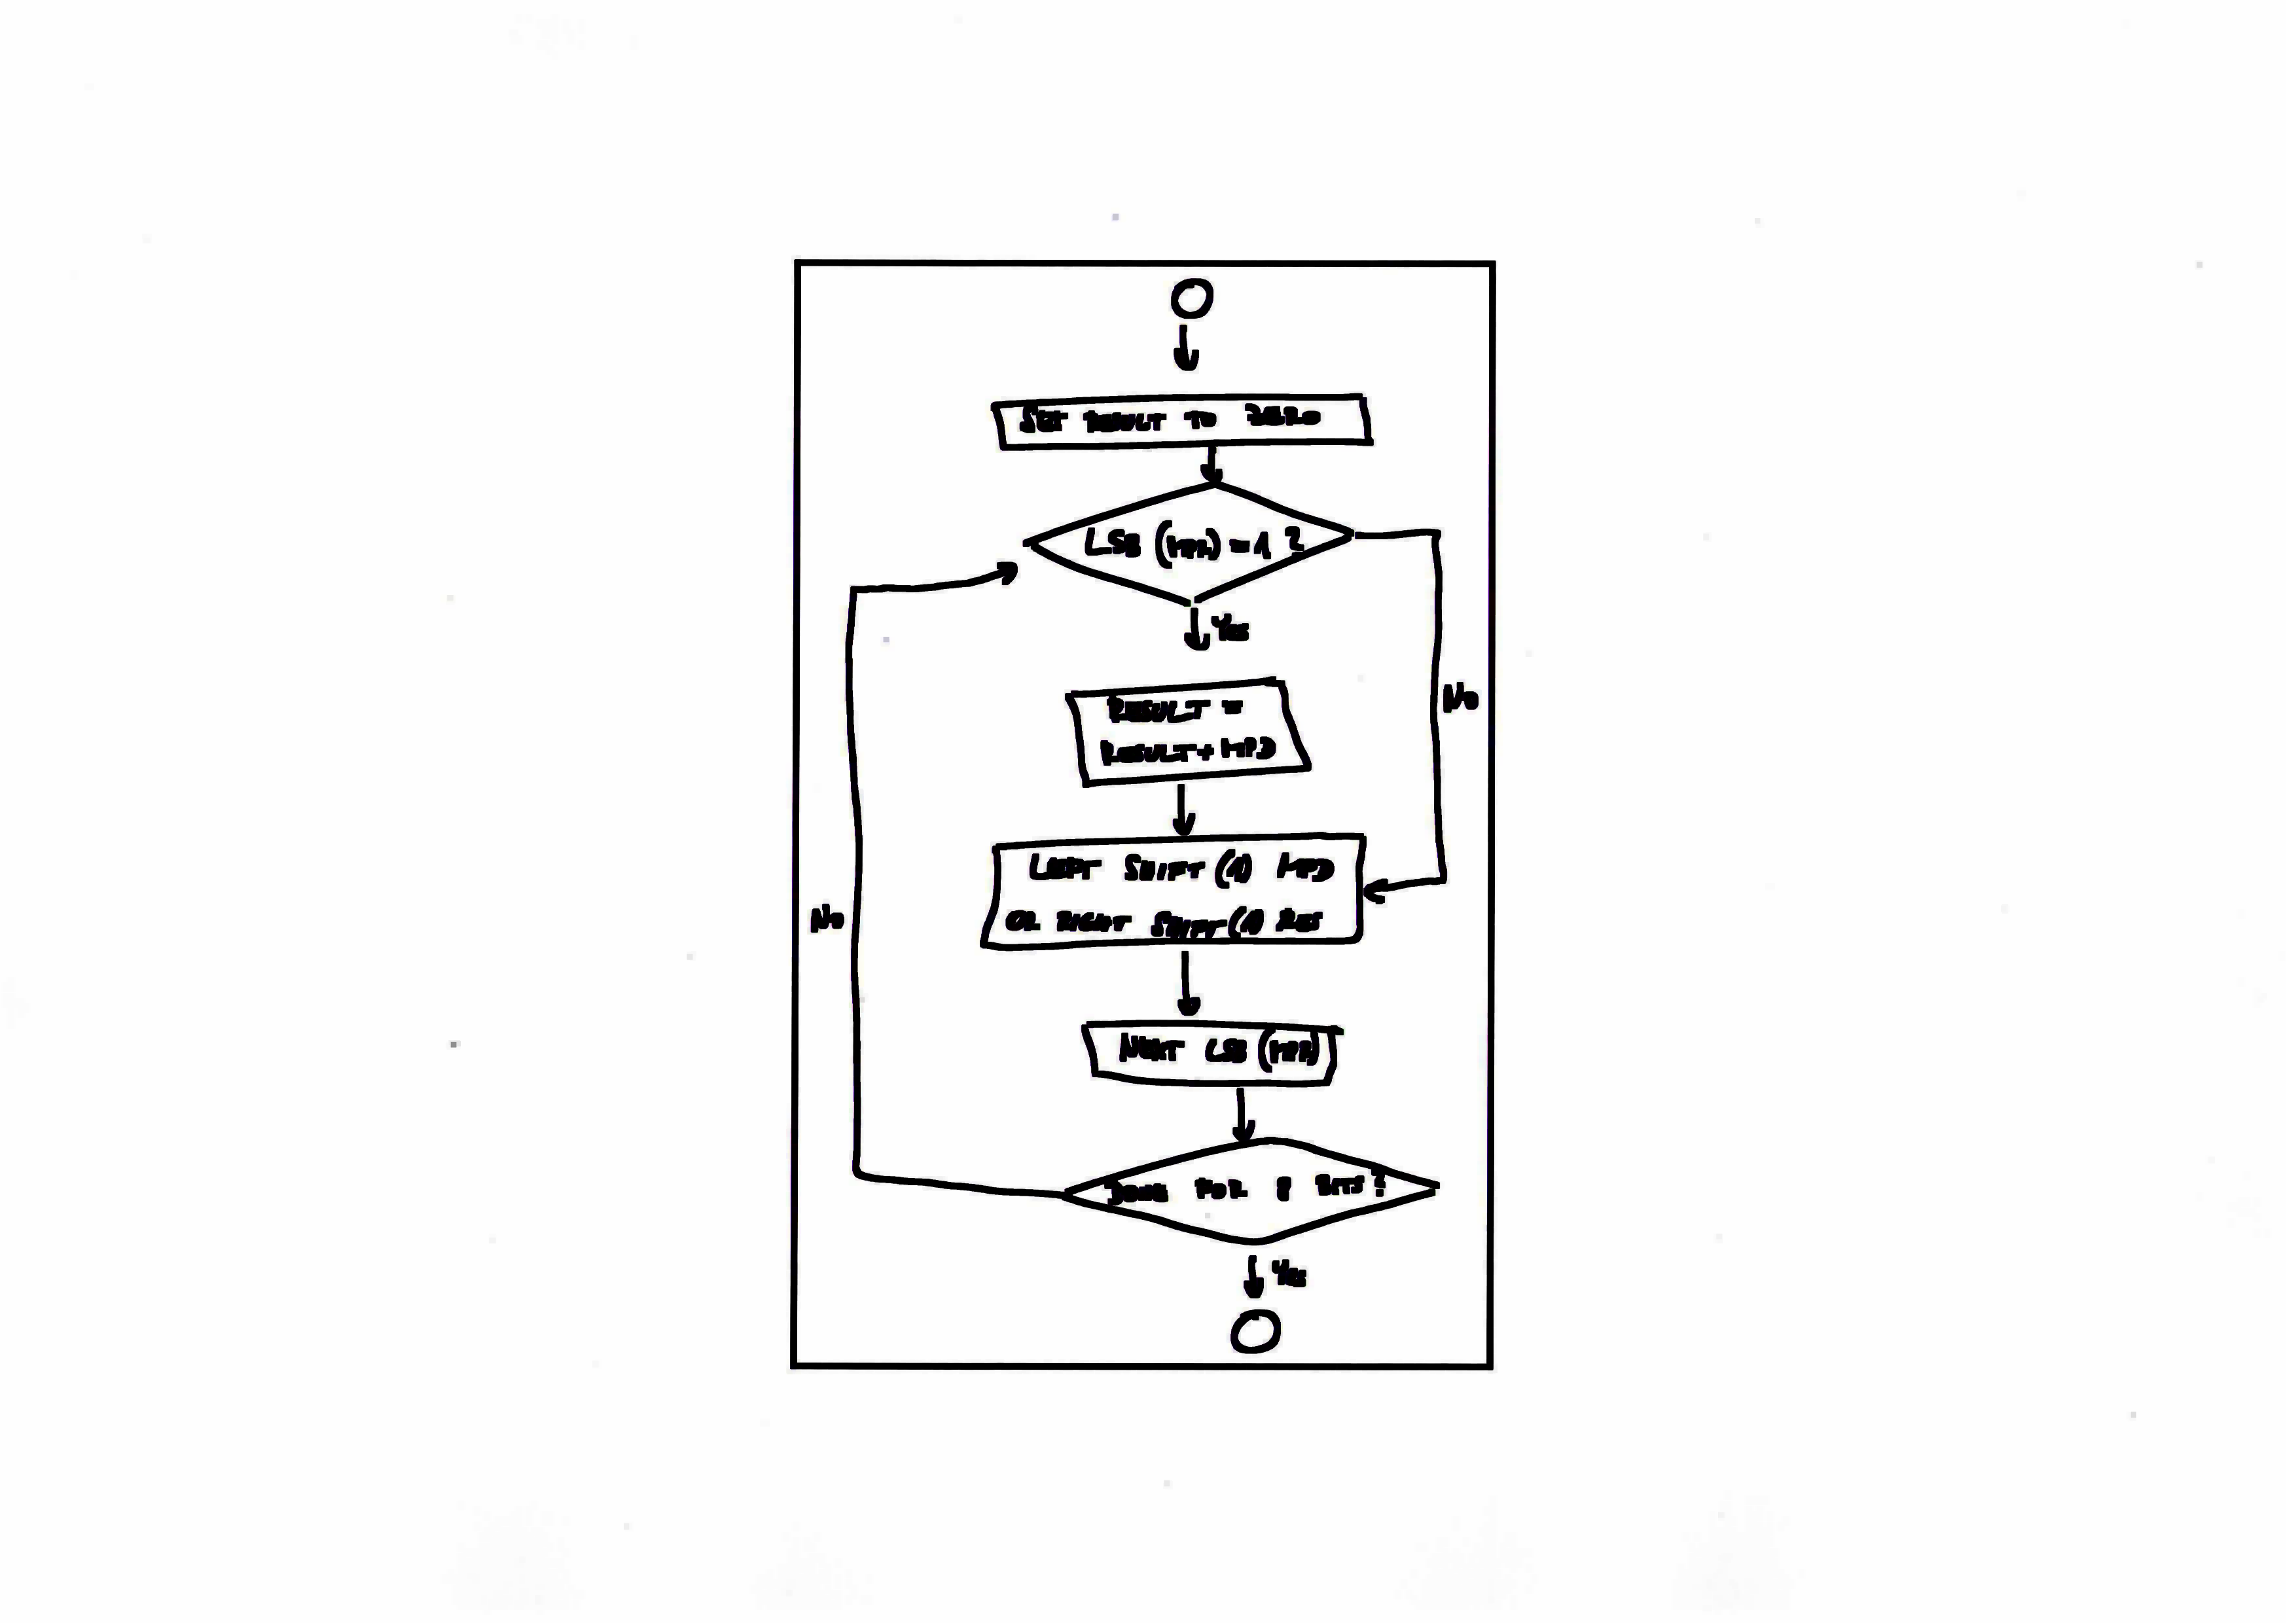 SET RESULT TO ZERO
LSB (MPR) = 1 ?
YES
NO
RESULT =
RESULT + MPD
LEFT SHIFT (1) MPD
OR RIGHT SHIFT (1) RES
NO
NEXT LSB (MPR)
DONE FOR 8 BITS?
YES